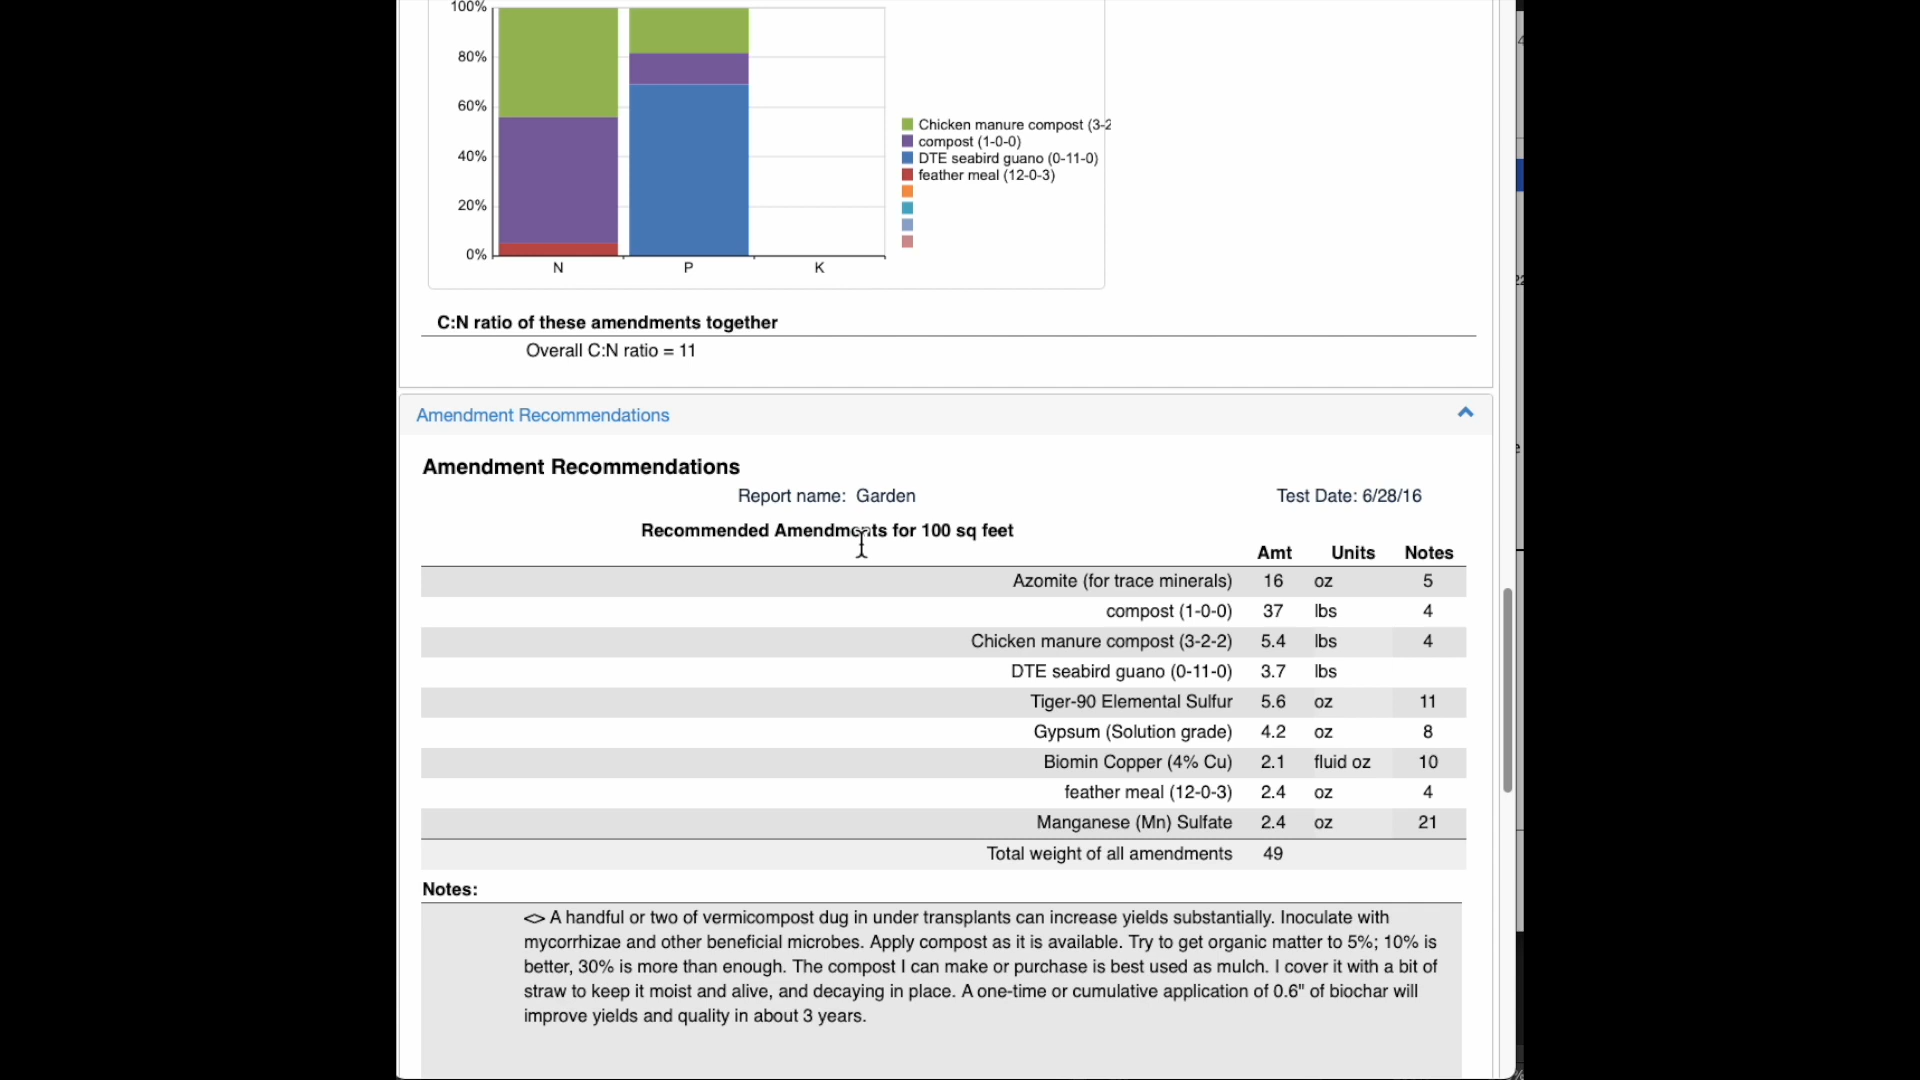 100%
80%
60%
40%
20%
0%
N P K
Chicken manure compost (3-2
compost (1-0-0)
DTE seabird guano (0-11-0)
feather meal (12-0-3)
C:N ratio of these amendments together
Overall C:N ratio = 11
Amendment Recommendations
Amendment Recommendations
Report name: Garden Test Date: 6/28/16
Recommended Amendments for 100 sq feet
Amt Units Notes
Azomite (for trace minerals) 16 oz 5
compost (1-0-0) 37 lbs 4
Chicken manure compost (3-2-2) 5.4 lbs 4
DTE seabird guano (0-11-0) 3.7 lbs
Tiger-90 Elemental Sulfur 5.6 oz 11
Gypsum (Solution grade) 4.2 oz 8
Biomin Copper (4% Cu) 2.1 fluid oz 10
feather meal (12-0-3) 2.4 oz 4
Manganese (Mn) Sulfate 2.4 oz 21
Total weight of all amendments 49
Notes:
<> A handful or two of vermicompost dug in under transplants can increase yields substantially. Inoculate with
mycorrhizae and other beneficial microbes. Apply compost as it is available. Try to get organic matter to 5%; 10% is
better, 30% is more than enough. The compost I can make or purchase is best used as mulch. I cover it with a bit of
straw to keep it moist and alive, and decaying in place. A one-time or cumulative application of 0.6" of biochar will
improve yields and quality in about 3 years.